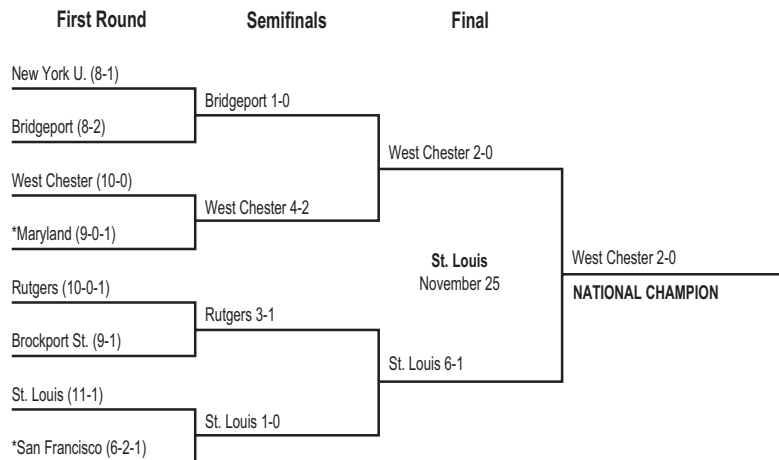 First Round
Semifinals
Final
New York U. (8-1)
Bridgeport 1-0
Bridgeport (8-2)
West Chester 2-0
West Chester (10-0)
West Chester 4-2
*Maryland (9-0-1)
St. Louis
November 25
West Chester 2-0
NATIONAL CHAMPION
Rutgers (10-0-1)
Rutgers 3-1
Brockport St. (9-1)
St. Louis 6-1
St. Louis (11-1)
St. Louis 1-0
*San Francisco (6-2-1)